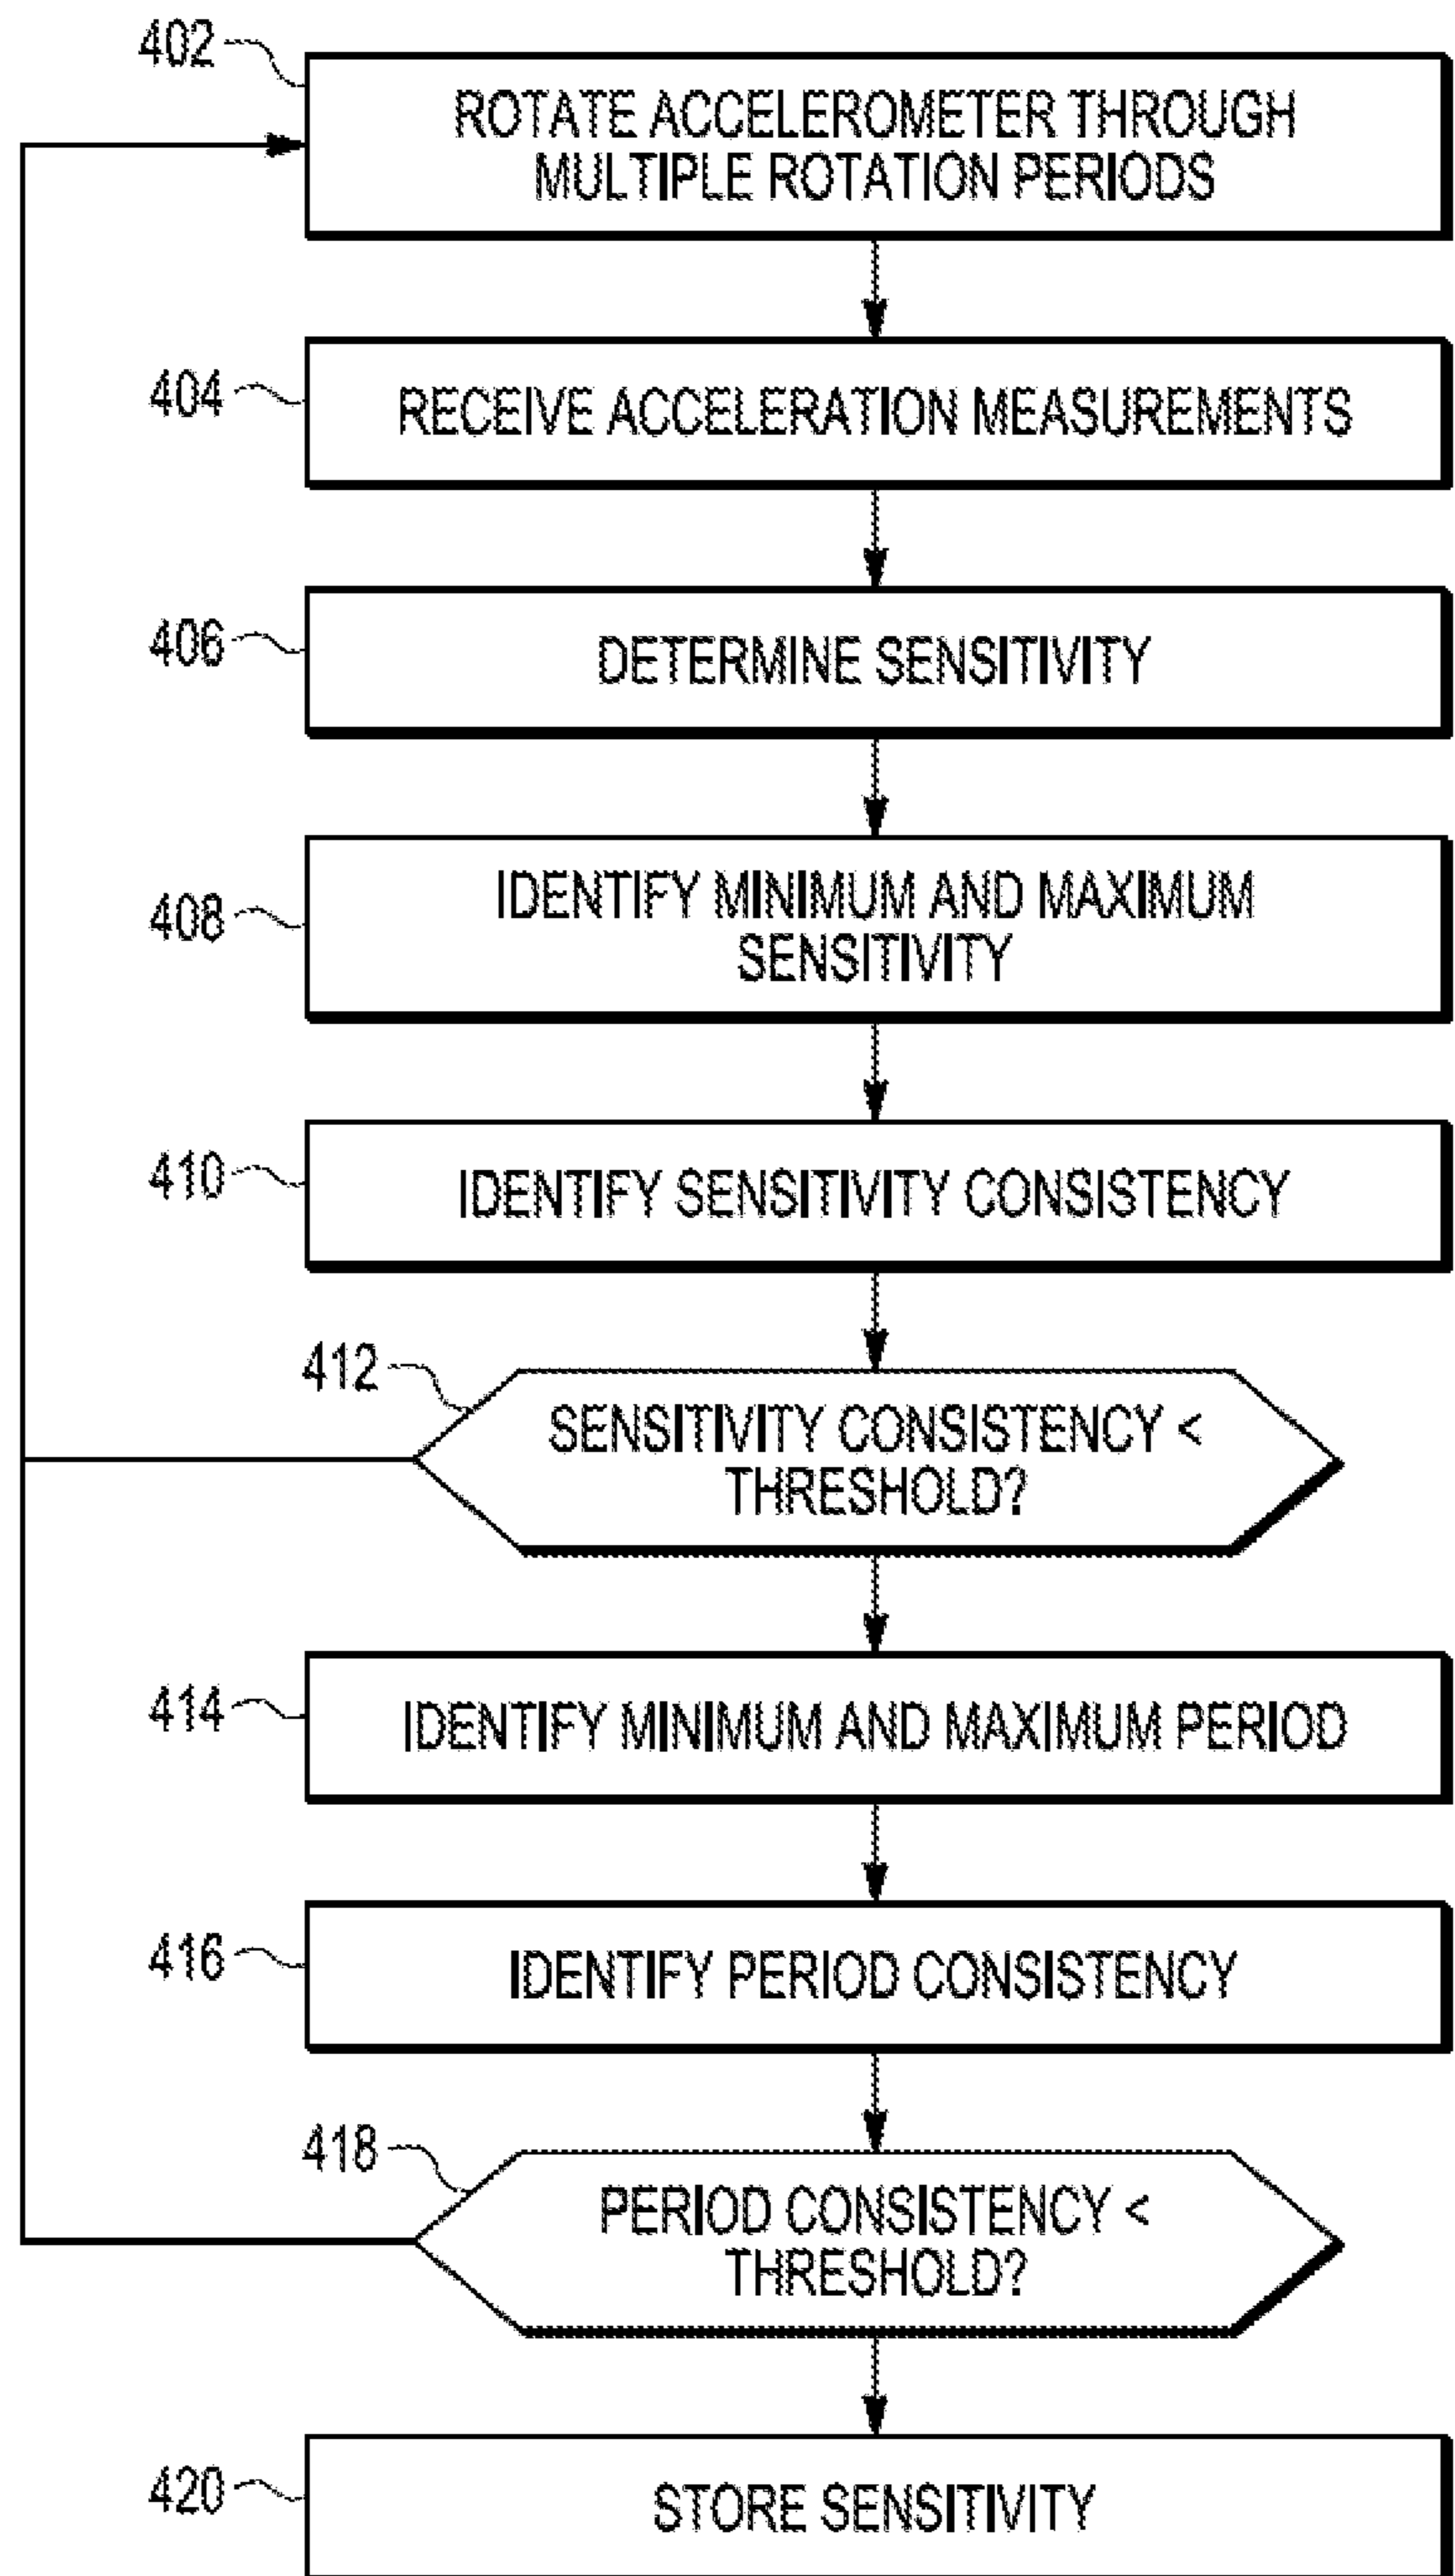 402
ROTATE ACCELEROMETER THROUGH
MULTIPLE ROTATION PERIODS
404
RECEIVE ACCELERATION MEASUREMENTS
406
DETERMINE SENSITIVITY
408
IDENTIFY MINIMUM AND MAXIMUM
SENSITIVITY
410
IDENTIFY SENSITIVITY CONSISTENCY
412
SENSITIVITY CONSISTENCY <
THRESHOLD?
414
IDENTIFY MINIMUM AND MAXIMUM PERIOD
416
IDENTIFY PERIOD CONSISTENCY
418
PERIOD CONSISTENCY <
THRESHOLD?
420
STORE SENSITIVITY